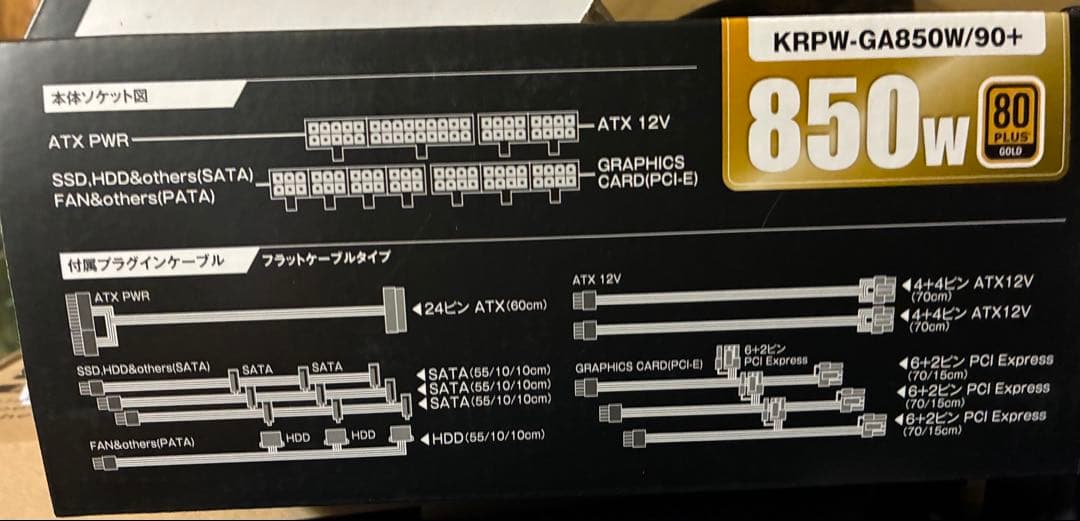 KRPW-GA850W/90+
850W
80
PLUS
GOLD
本体ソケット図
ATX PWR
ATX 12V
SSD,HDD&others(SATA)
FAN&others(PATA)
GRAPHICS
CARD(PCI-E)
付属プラグインケーブル
フラットケーブルタイプ
ATX PWR
◀24ピン ATX(60cm)
SSD,HDD&others(SATA)
SATA
SATA
◀SATA(55/10/10cm)
◀SATA(55/10/10cm)
◀SATA(55/10/10cm)
FAN&others(PATA)
HDD
HDD
◀HDD(55/10/10cm)
ATX 12V
◀4+4ピン ATX12V
(70cm)
◀4+4ピン ATX12V
(70cm)
GRAPHICS CARD(PCI-E)
6+2ピン
PCI Express
◀6+2ピン PCI Express
(70/15cm)
◀6+2ピン PCI Express
(70/15cm)
◀6+2ピン PCI Express
(70/15cm)